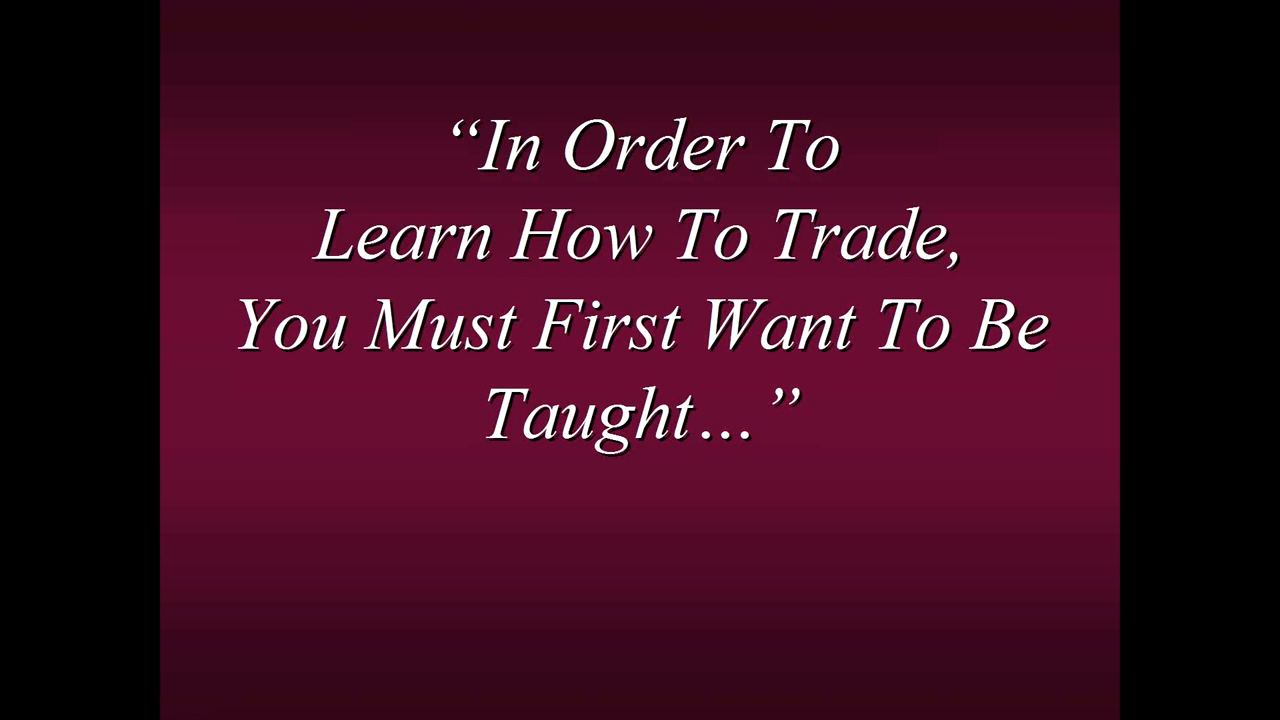 “In Order To
Learn How To Trade,
You Must First Want To Be
Taught…”